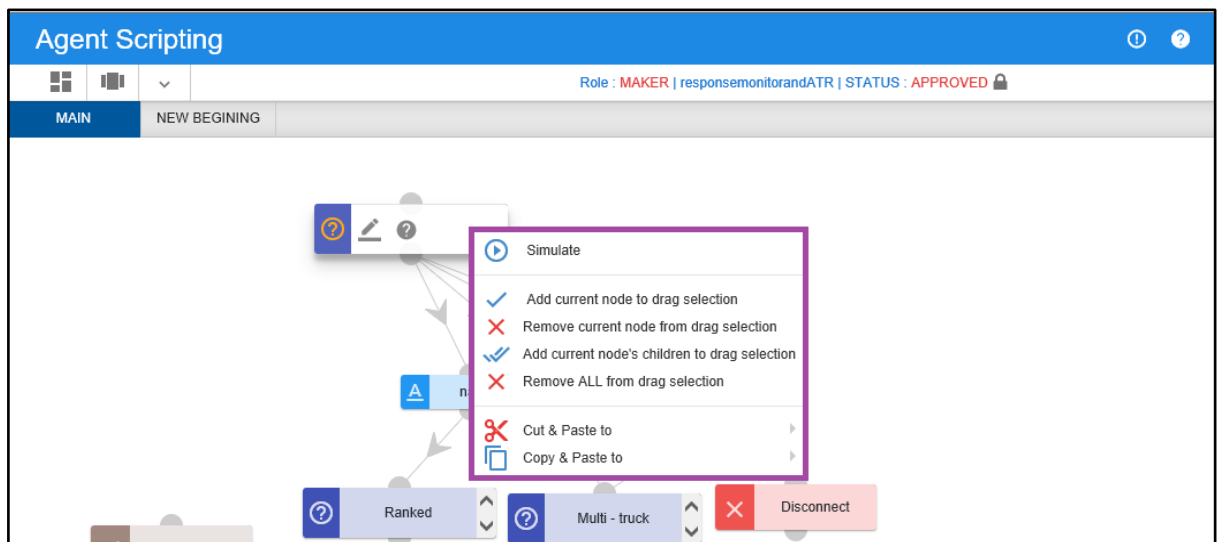 Agent Scripting
Role : MAKER | responsemonitorandATR | STATUS : APPROVED
MAIN
NEW BEGINING
Simulate
Add current node to drag selection
Remove current node from drag selection
Add current node's children to drag selection
Remove ALL from drag selection
A
Cut & Paste to
Copy & Paste to
Ranked
Multi - truck
Disconnect